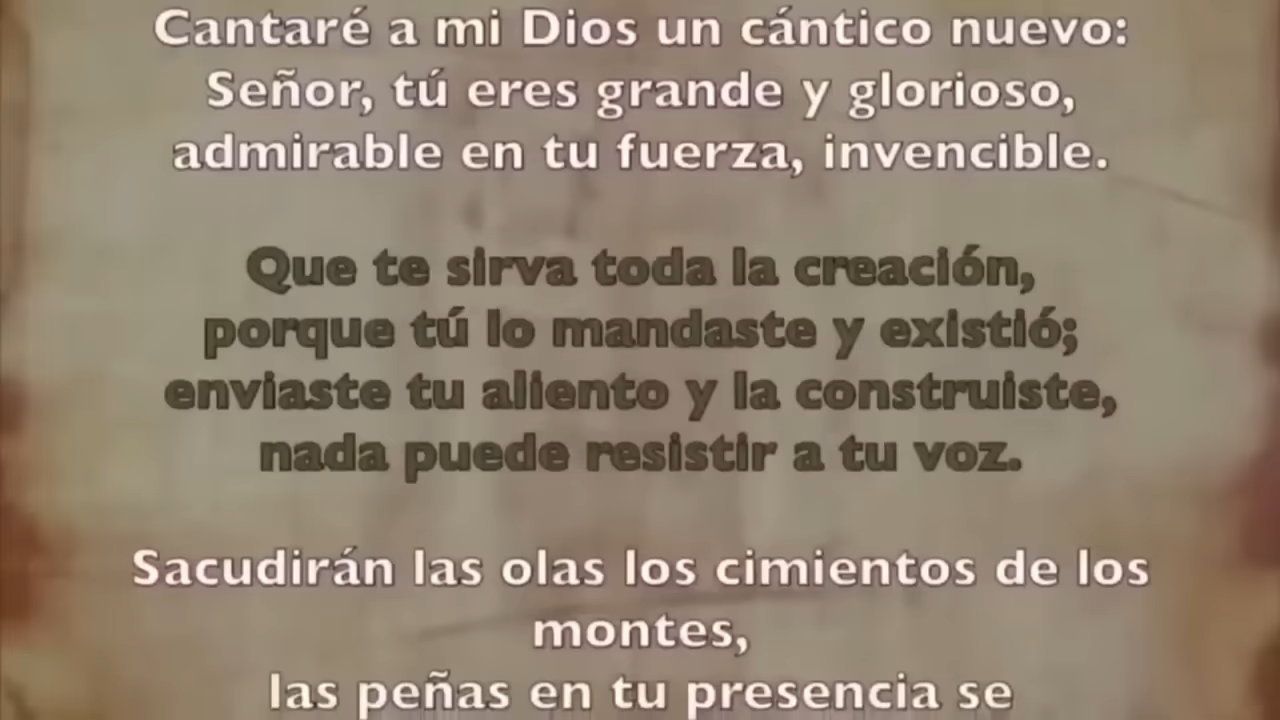 Cantaré a mi Dios un cántico nuevo:
Señor, tú eres grande y glorioso,
admirable en tu fuerza, invencible.
Que te sirva toda la creación,
porque tú lo mandaste y existió;
enviaste tu aliento y la construiste,
nada puede resistir a tu voz.
Sacudirán las olas los cimientos de los
montes,
las peñas en tu presencia se